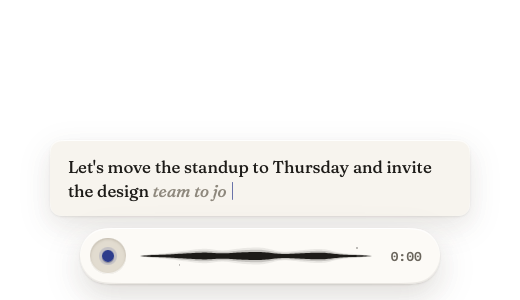 Let's move the standup to Thursday and invite
the design team to jo
0:00